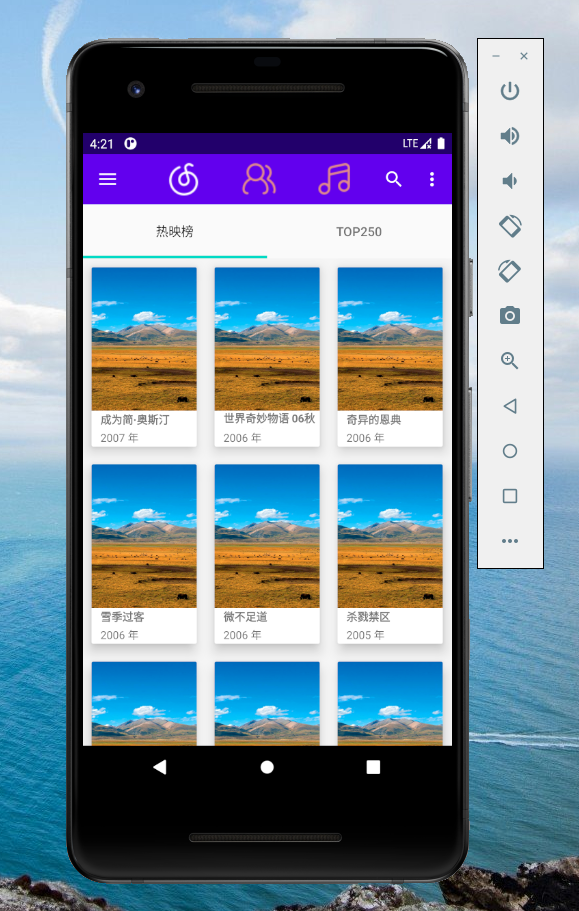 4:21
LTE
热映榜
TOP250
成为简·奥斯汀
2007 年
世界奇妙物语 06秋
2006 年
奇异的恩典
2006 年
雪季过客
2006 年
微不足道
2006 年
杀戮禁区
2005 年